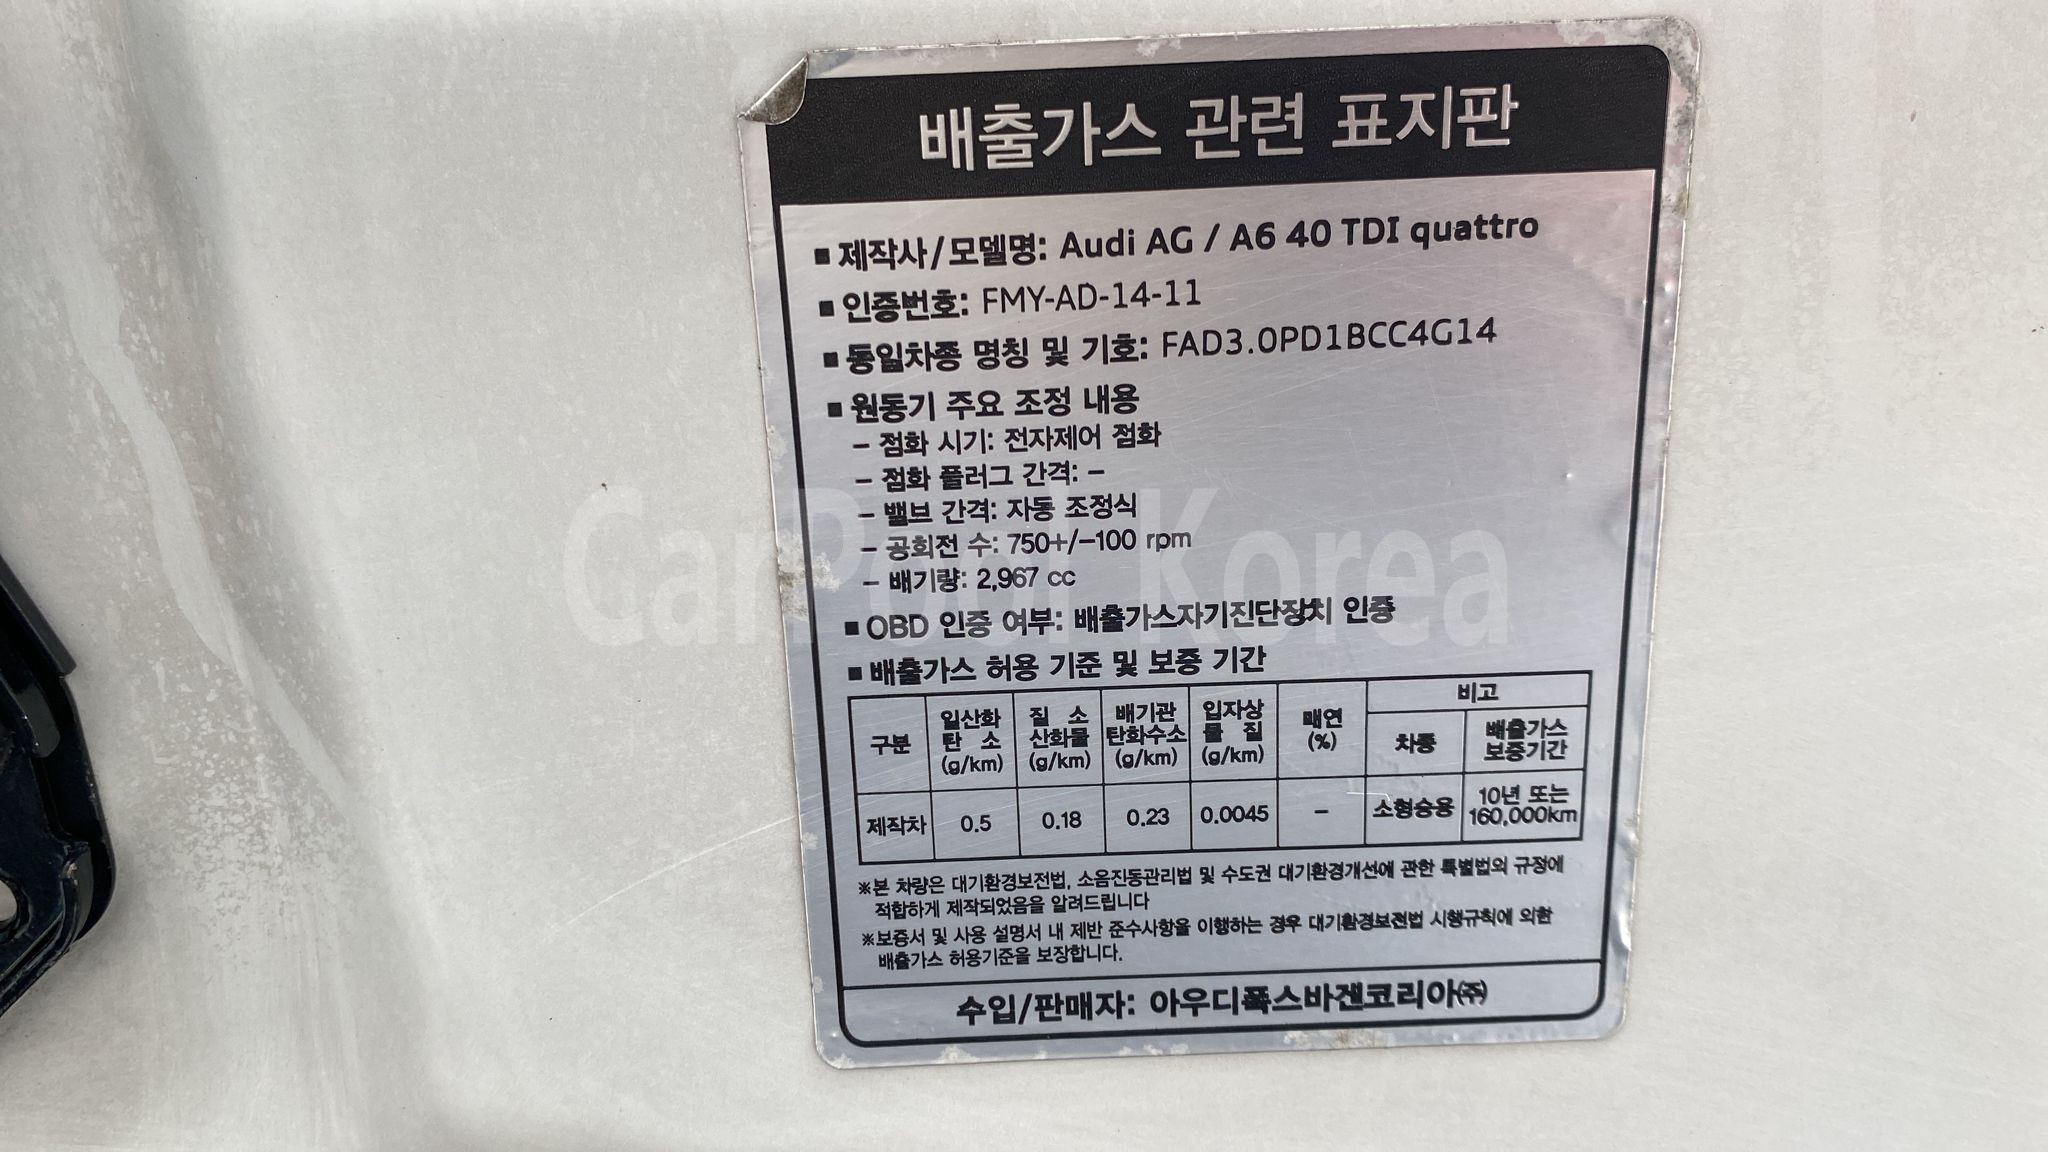 배출가스 관련 표지판
■ 제작사/모델명: Audi AG / A6 40 TDI quattro
■ 인증번호: FMY-AD-14-11
■ 동일차종 명칭 및 기호: FAD3.0PD1BCC4G14
■ 원동기 주요 조정 내용
- 점화 시기: 전자제어 점화
- 점화 플러그 간격: -
- 밸브 간격: 자동 조정식
- 공회전 수: 750+/-100 rpm
- 배기량: 2,967 cc
CarPool Korea
■ OBD 인증 여부: 배출가스자기진단장치 인증
■ 배출가스 허용 기준 및 보증 기간
구분 일산화탄소 (g/km) 질소산화물 (g/km) 배기관탄화수소 (g/km) 입자상물질 (g/km) 매연 (%) 비고
차종 배출가스 보증기간
제작차 0.5 0.18 0.23 0.0045 - 소형승용 10년 또는 160,000km
※본 차량은 대기환경보전법, 소음진동관리법 및 수도권 대기환경개선에 관한 특별법의 규정에
적합하게 제작되었음을 알려드립니다
※보증서 및 사용 설명서 내 제반 준수사항을 이행하는 경우 대기환경보전법 시행규칙에 의한
배출가스 허용기준을 보장합니다.
수입/판매자: 아우디폭스바겐코리아㈜